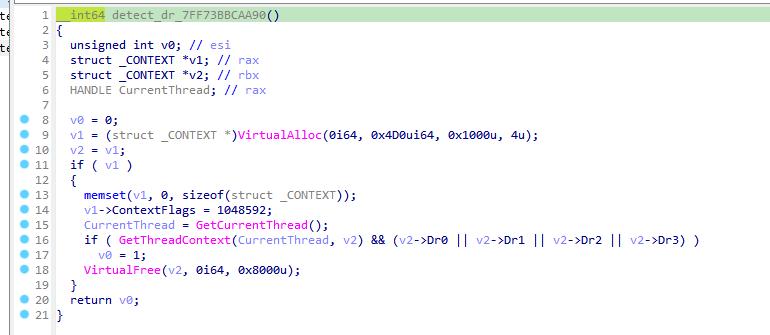 te
te
te
1 __int64 detect_dr_7FF73BBCAA90()
2 {
3 unsigned int v0; // esi
4 struct _CONTEXT *v1; // rax
5 struct _CONTEXT *v2; // rbx
6 HANDLE CurrentThread; // rax
7
8 v0 = 0;
9 v1 = (struct _CONTEXT *)VirtualAlloc(0i64, 0x4D0ui64, 0x1000u, 4u);
10 v2 = v1;
11 if ( v1 )
12 {
13 memset(v1, 0, sizeof(struct _CONTEXT));
14 v1->ContextFlags = 1048592;
15 CurrentThread = GetCurrentThread();
16 if ( GetThreadContext(CurrentThread, v2) && (v2->Dr0 || v2->Dr1 || v2->Dr2 || v2->Dr3) )
17 v0 = 1;
18 VirtualFree(v2, 0i64, 0x8000u);
19 }
20 return v0;
21 }